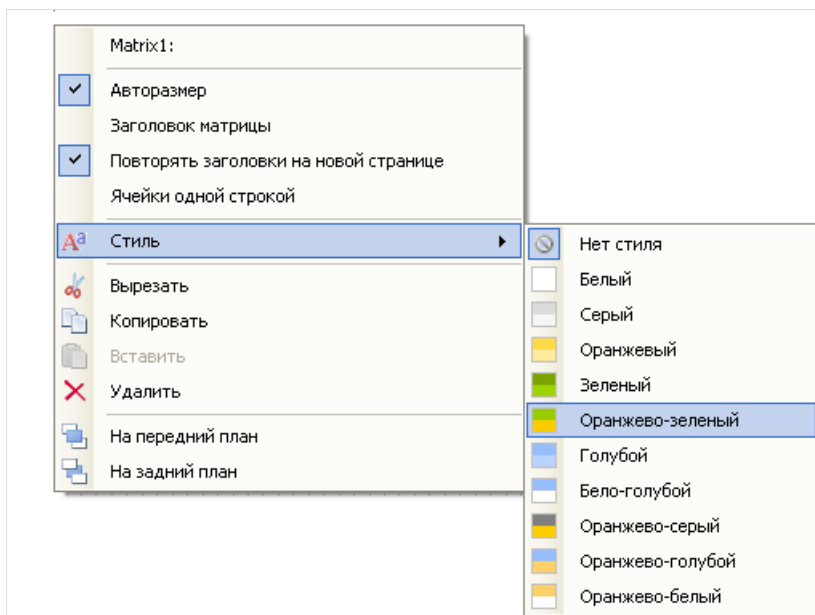 Matrix1:
Авторазмер
Заголовок матрицы
Повторять заголовки на новой странице
Ячейки одной строкой
Стиль
Вырезать
Копировать
Вставить
Удалить
На передний план
На задний план
Нет стиля
Белый
Серый
Оранжевый
Зеленый
Оранжево-зеленый
Голубой
Бело-голубой
Оранжево-серый
Оранжево-голубой
Оранжево-белый